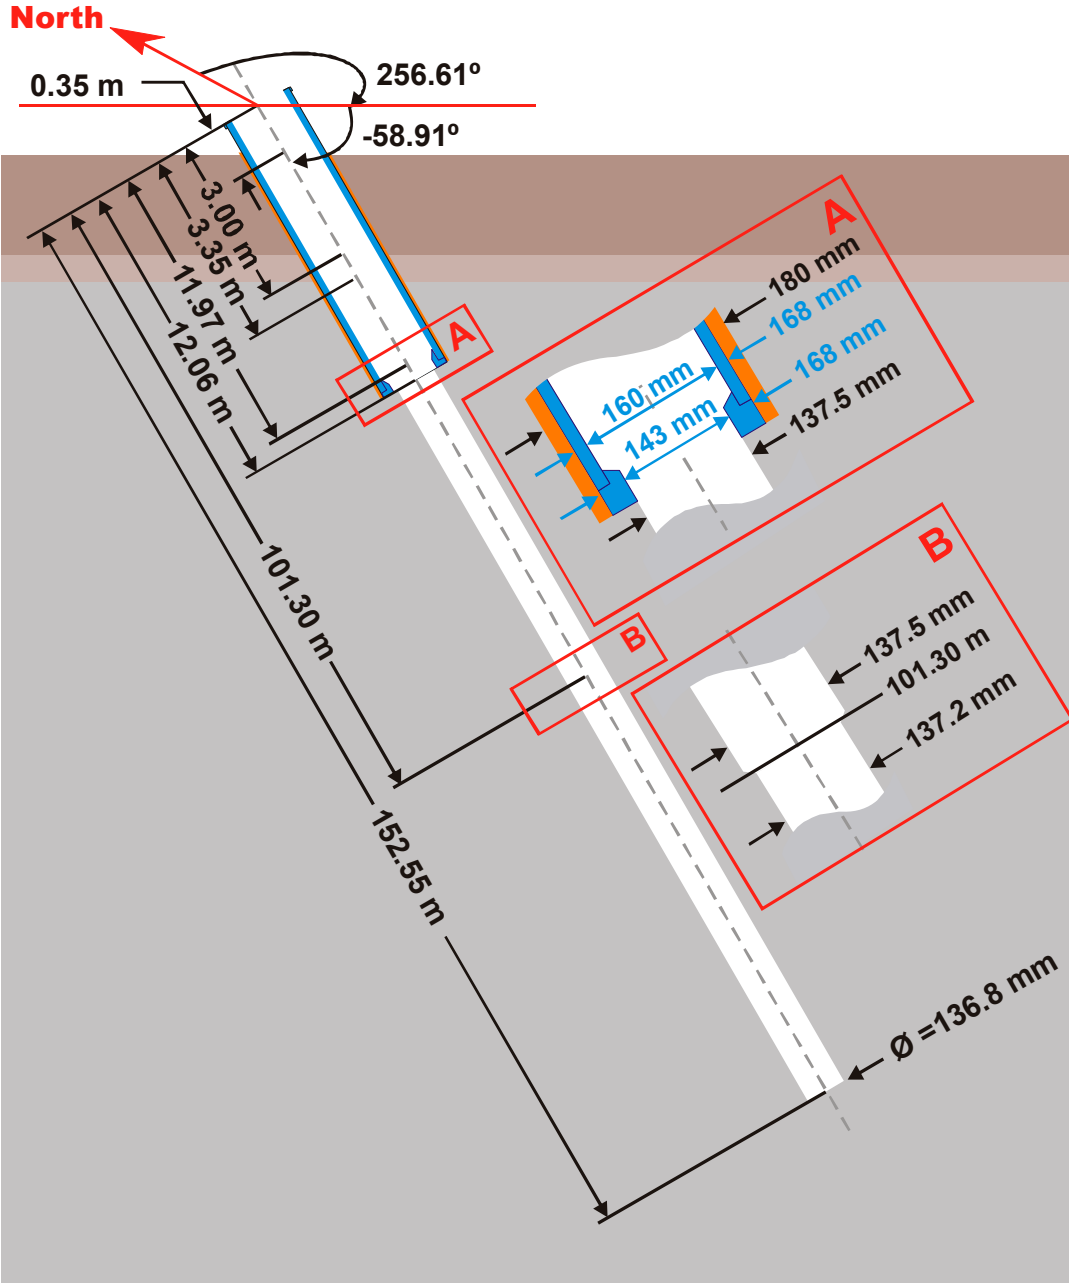 North
0.35 m
256.61º
-58.91º
3.00 m
3.35 m
11.97 m
12.06 m
101.30 m
152.55 m
A
B
A
180 mm
168 mm
168 mm
160 mm
143 mm
137.5 mm
B
137.5 mm
101.30 m
137.2 mm
Ø =136.8 mm